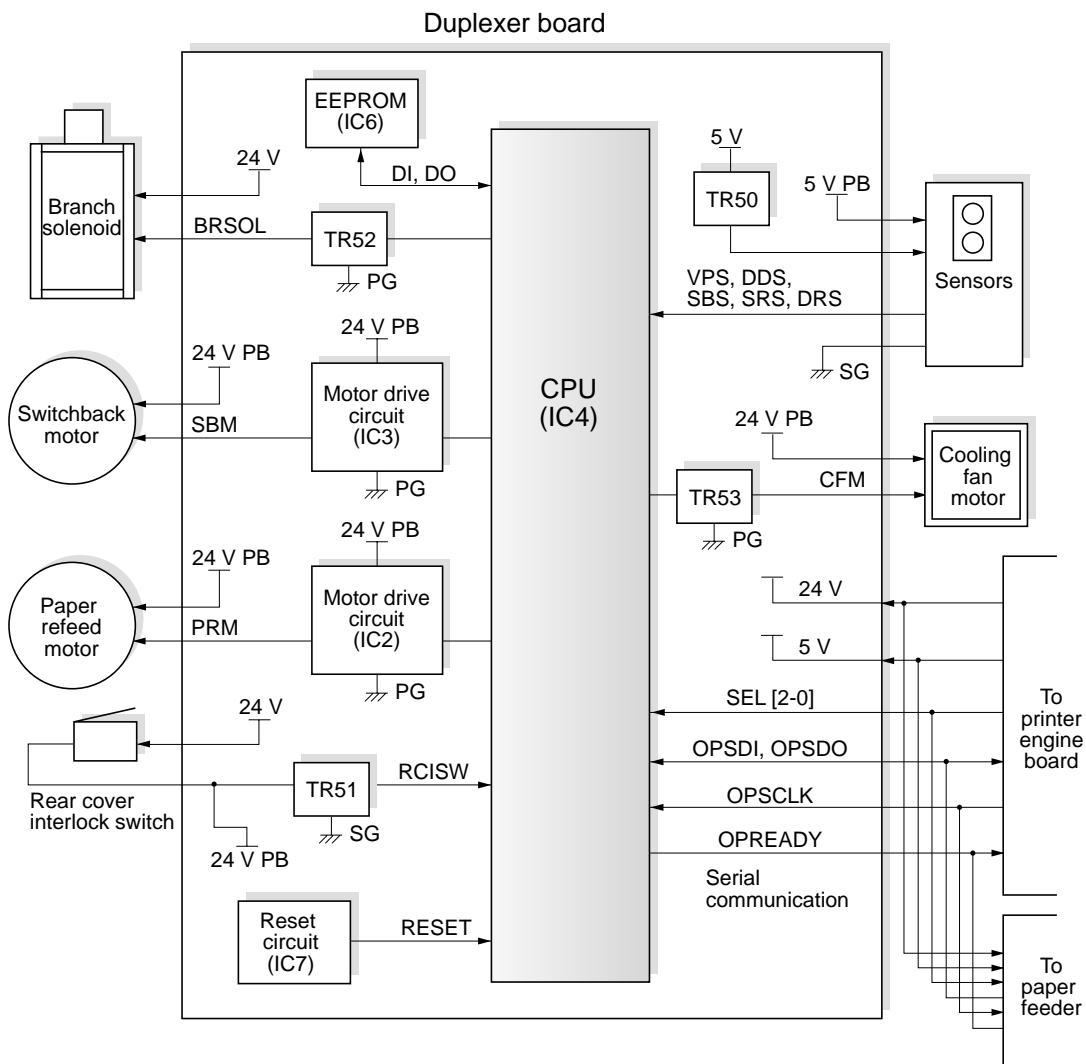 Duplexer board
EEPROM
(IC6)
DI, DO
24 V
Branch
solenoid
BRSOL
TR52
PG
5 V
TR50
5 V PB
Sensors
VPS, DDS,
SBS, SRS, DRS
SG
24 V PB
24 V PB
Switchback
motor
SBM
Motor drive
circuit
(IC3)
PG
CPU
(IC4)
24 V PB
Cooling
fan
motor
TR53
CFM
PG
24 V PB
24 V PB
Paper
refeed
motor
PRM
Motor drive
circuit
(IC2)
PG
24 V
5 V
SEL [2-0]
OPSDI, OPSDO
OPSCLK
OPREADY
Serial
communication
To
printer
engine
board
24 V
Rear cover
interlock switch
TR51
RCISW
SG
24 V PB
Reset
circuit
(IC7)
RESET
To
paper
feeder